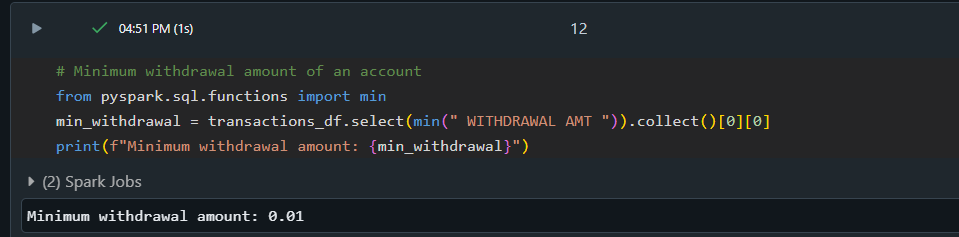 04:51 PM (1s)
12
# Minimum withdrawal amount of an account
from pyspark.sql.functions import min
min_withdrawal = transactions_df.select(min(" WITHDRAWAL AMT ")).collect()[0][0]
print(f"Minimum withdrawal amount: {min_withdrawal}")
(2) Spark Jobs
Minimum withdrawal amount: 0.01